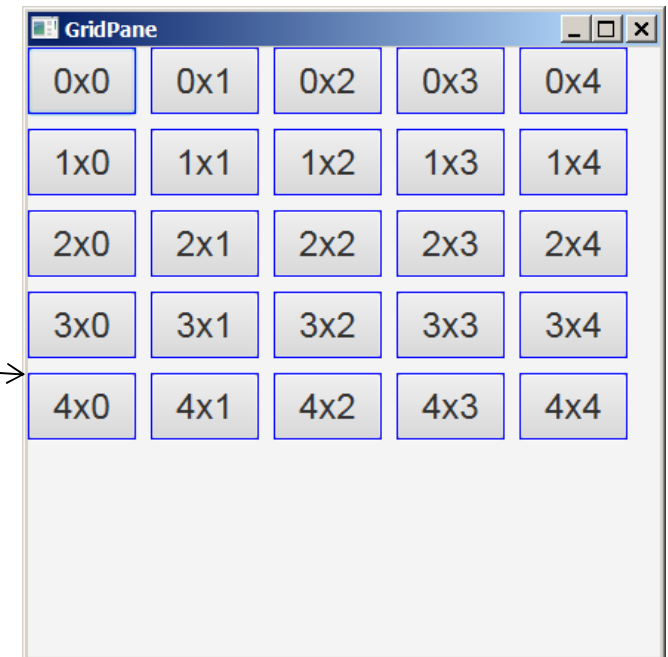 GridPane
0x0 0x1 0x2 0x3 0x4
1x0 1x1 1x2 1x3 1x4
2x0 2x1 2x2 2x3 2x4
3x0 3x1 3x2 3x3 3x4
4x0 4x1 4x2 4x3 4x4